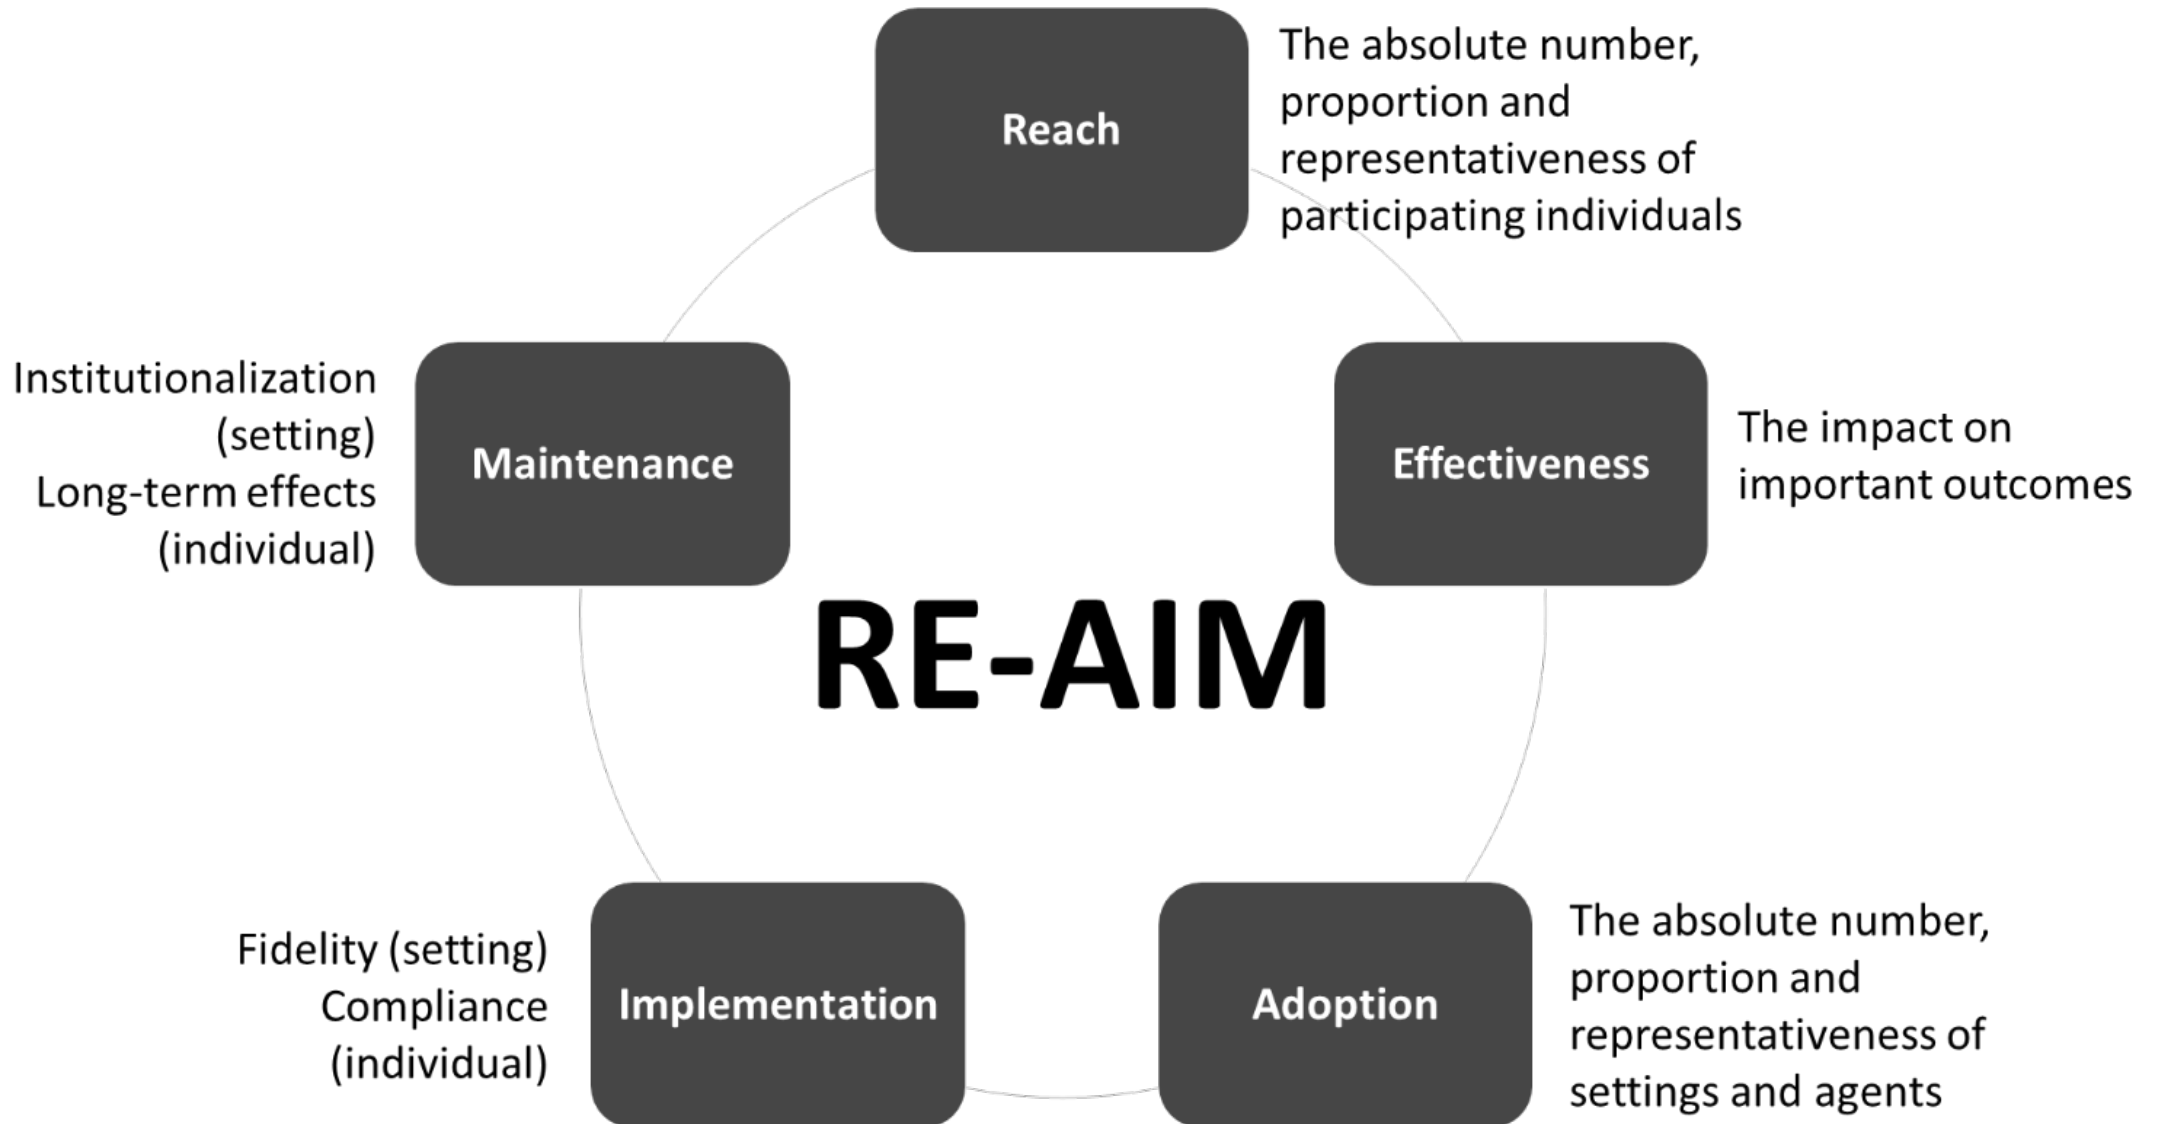 Reach
The absolute number,
proportion and
representativeness of
participating individuals
Effectiveness
The impact on
important outcomes
Adoption
The absolute number,
proportion and
representativeness of
settings and agents
Implementation
Fidelity (setting)
Compliance
(individual)
Maintenance
Institutionalization
(setting)
Long-term effects
(individual)
RE-AIM